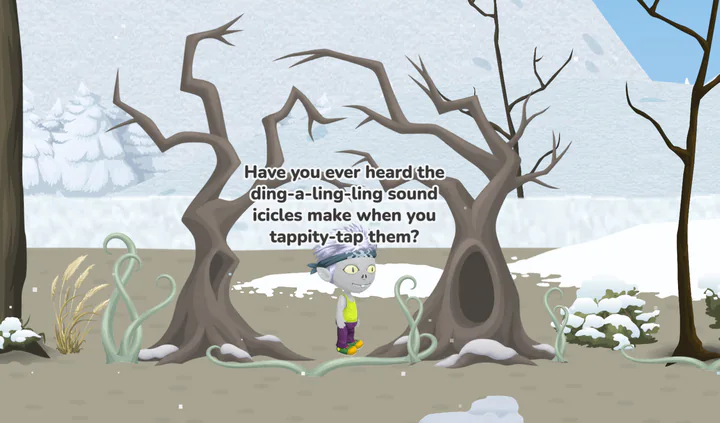 Have you ever heard the
ding-a-ling-ling sound
icicles make when you
tappity-tap them?